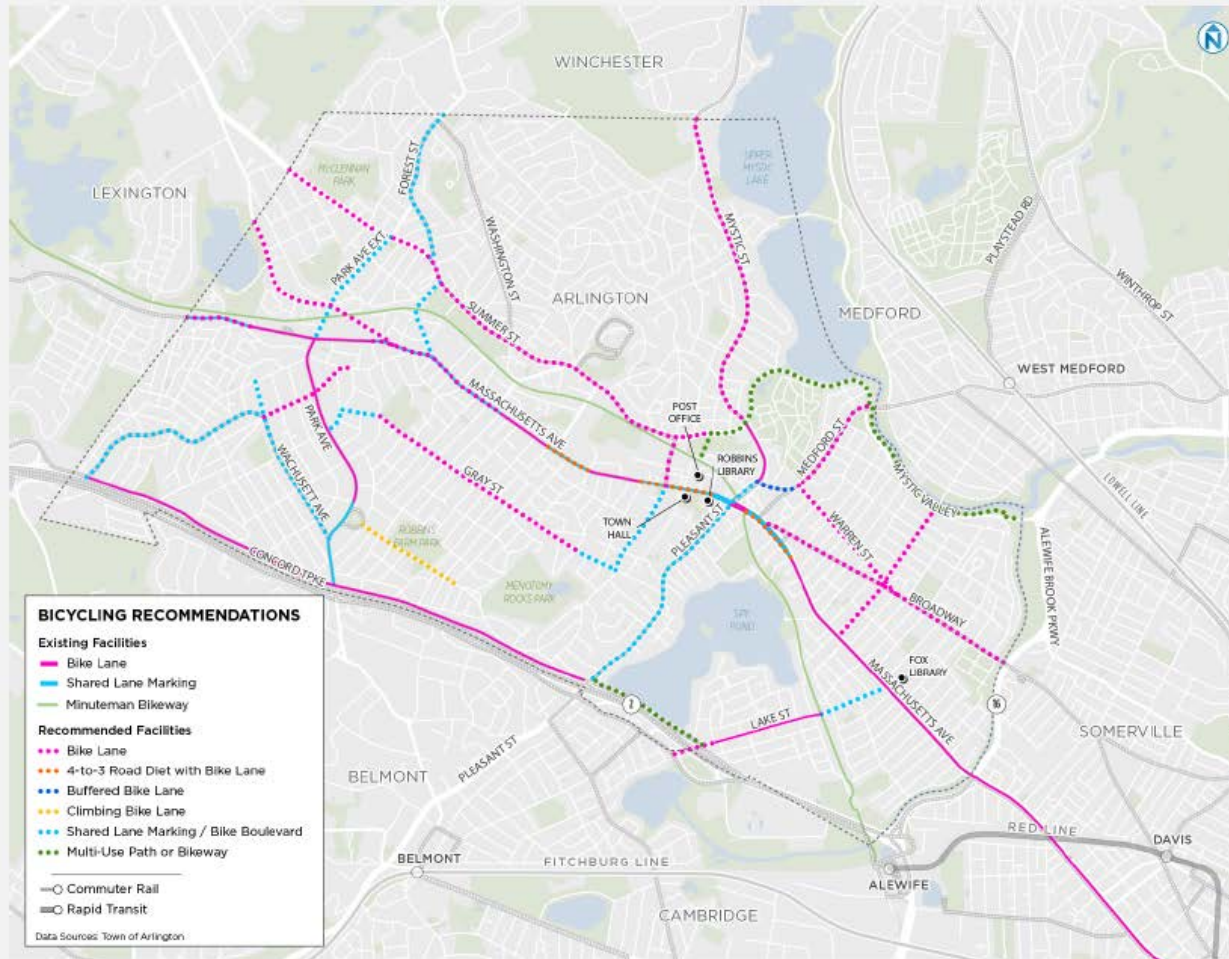 N
WINCHESTER
UPPER
MYSTIC
LAKE
MCCLENNAN
PARK
FOREST ST
LEXINGTON
WASHINGTON ST
MYSTIC ST
PLAYSTEAD RD
PARK AVE EXT
WINTHROP ST
ARLINGTON
MEDFORD
SUMMER ST
WEST MEDFORD
MASSACHUSETTS AVE
POST
OFFICE
PARK AVE
MEDFORD ST
ROBBINS
LIBRARY
WACHUSETT AVE
GRAY ST
MYSTIC VALLEY
LOWELL LINE
TOWN
HALL
PLEASANT ST
WARREN ST
ROBBINS
FARM PARK
ALEWIFE BROOK PKWY
CONCORD TPKE
MENOTOMY
ROCKS PARK
BROADWAY
SPY
POND
FOX
LIBRARY
MASSACHUSETTS AVE
2
16
LAKE ST
SOMERVILLE
PLEASANT ST
BELMONT
RED LINE
DAVIS
BELMONT
FITCHBURG LINE
ALEWIFE
CAMBRIDGE
BICYCLING RECOMMENDATIONS
Existing Facilities
Bike Lane
Shared Lane Marking
Minuteman Bikeway
Recommended Facilities
Bike Lane
4-to-3 Road Diet with Bike Lane
Buffered Bike Lane
Climbing Bike Lane
Shared Lane Marking / Bike Boulevard
Multi-Use Path or Bikeway
Commuter Rail
Rapid Transit
Data Sources: Town of Arlington